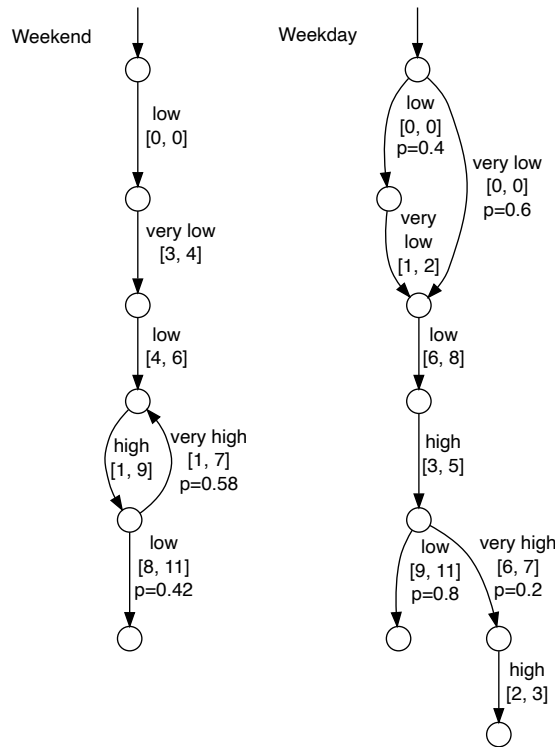 Weekend
low
[0, 0]
very low
[3, 4]
low
[4, 6]
high
[1, 9]
very high
[1, 7]
p=0.58
low
[8, 11]
p=0.42
Weekday
low
[0, 0]
p=0.4
very low
[0, 0]
p=0.6
very
low
[1, 2]
low
[6, 8]
high
[3, 5]
low
[9, 11]
p=0.8
very high
[6, 7]
p=0.2
high
[2, 3]